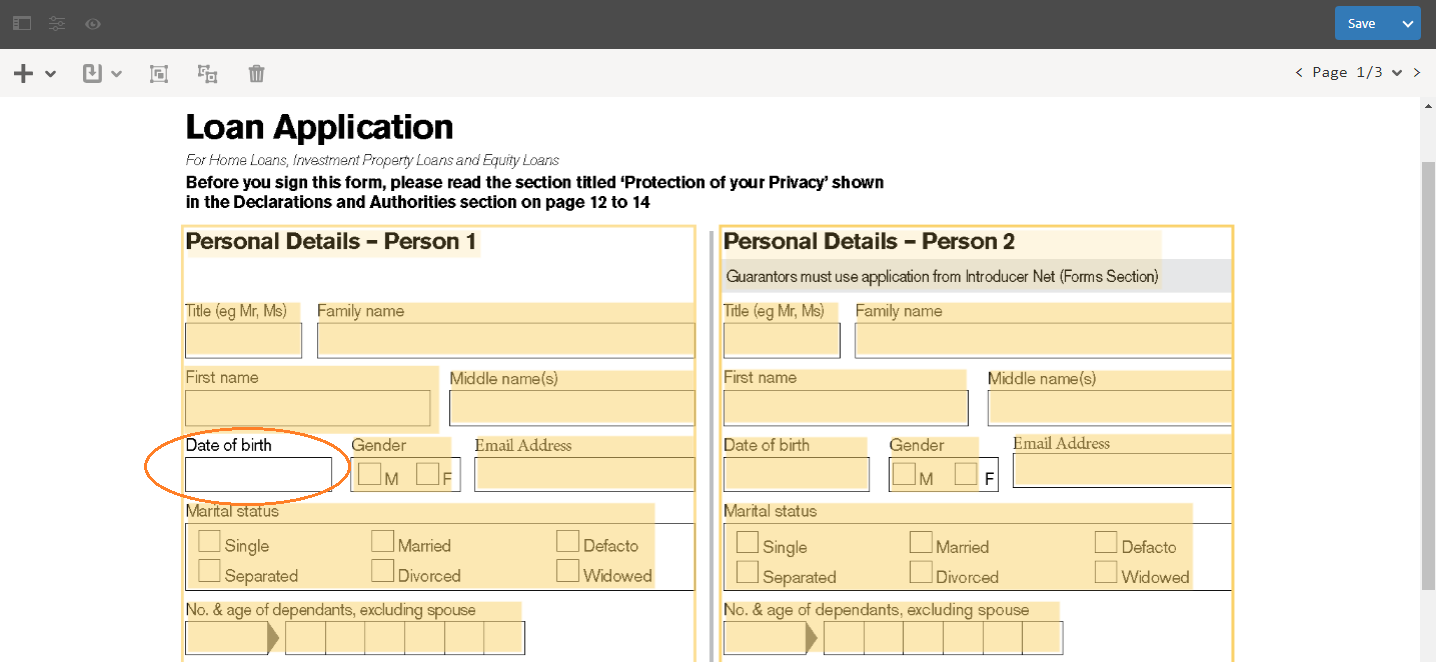 Save
Page 1/3
Loan Application
For Home Loans, Investment Property Loans and Equity Loans
Before you sign this form, please read the section titled ‘Protection of your Privacy’ shown
in the Declarations and Authorities section on page 12 to 14
Personal Details – Person 1
Title (eg Mr, Ms) Family name
First name Middle name(s)
Date of birth Gender Email Address
M F
Marital status
Single Married Defacto
Separated Divorced Widowed
No. & age of dependants, excluding spouse
Personal Details – Person 2
Guarantors must use application from Introducer Net (Forms Section)
Title (eg Mr, Ms) Family name
First name Middle name(s)
Date of birth Gender Email Address
M F
Marital status
Single Married Defacto
Separated Divorced Widowed
No. & age of dependants, excluding spouse